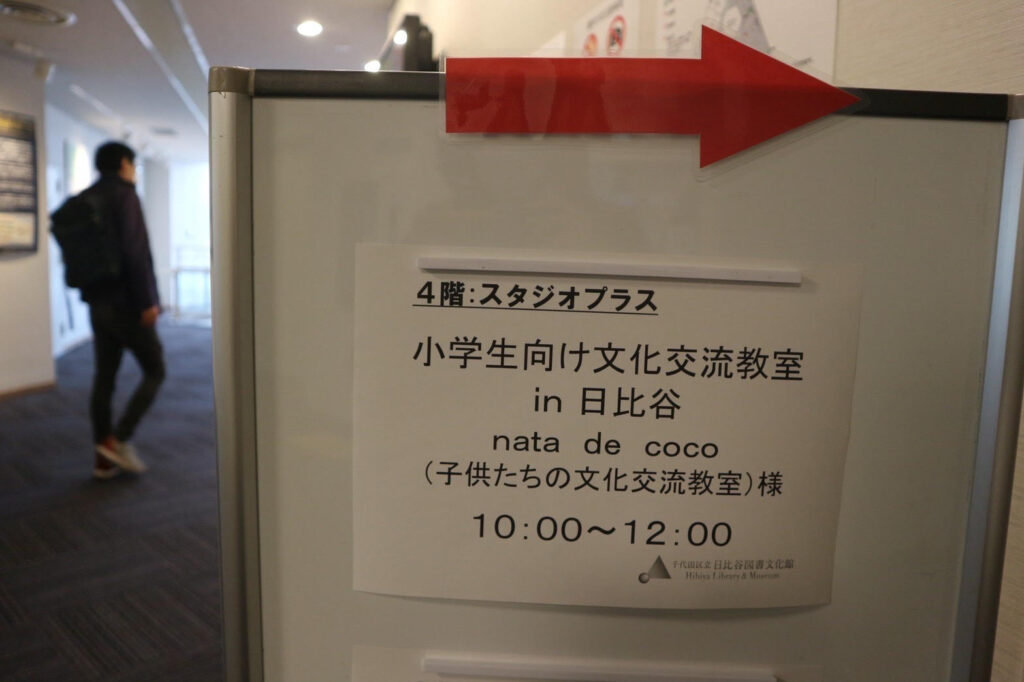 4階:スタジオプラス
小学生向け文化交流教室
in 日比谷
nata de coco
（子供たちの文化交流教室）様
10:00～12:00
千代田区立 日比谷図書文化館
Hibiya Library & Museum